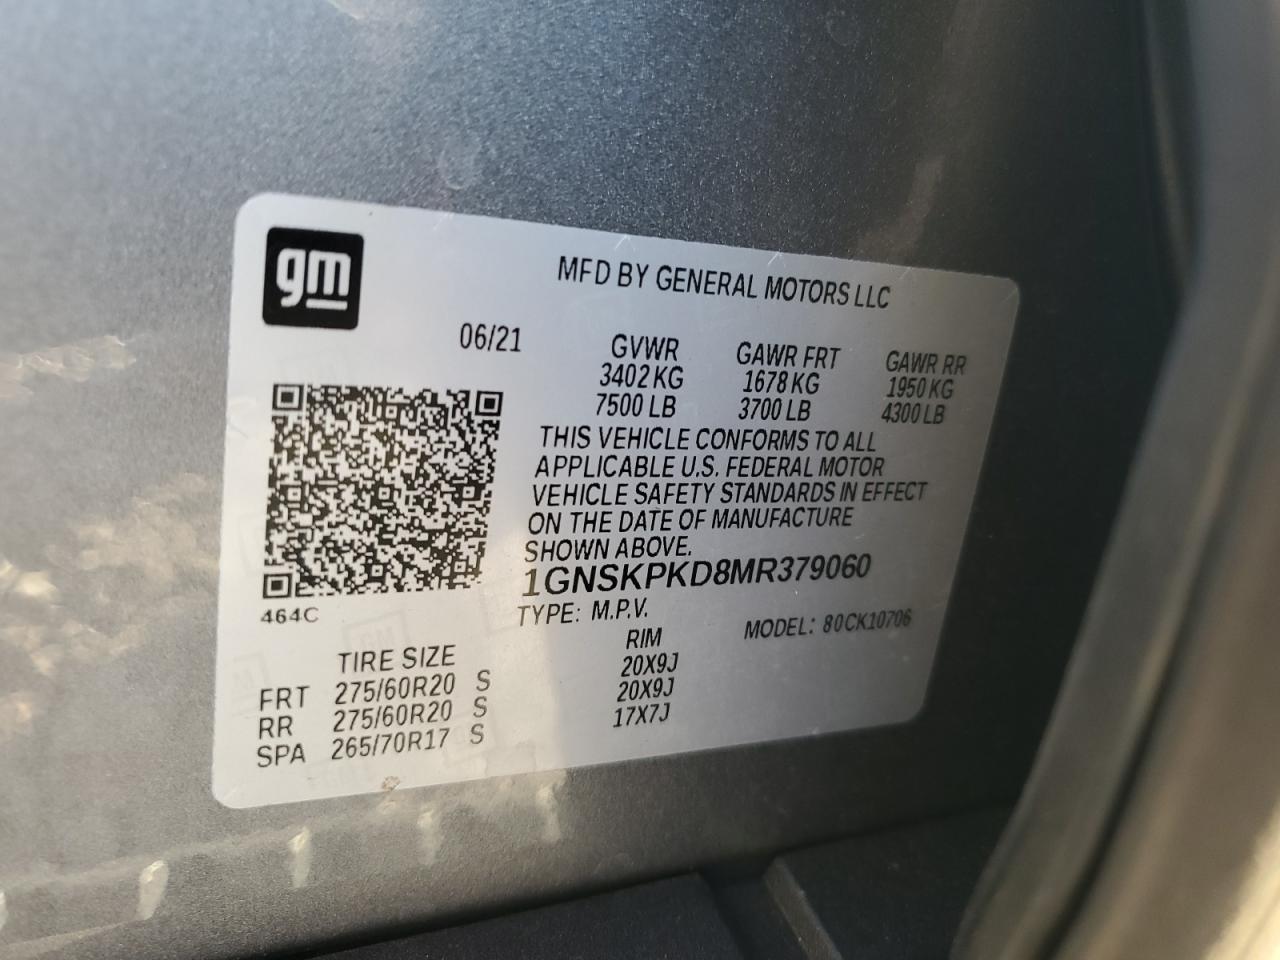 gm
MFD BY GENERAL MOTORS LLC
06/21
GVWR GAWR FRT GAWR RR
3402 KG 1678 KG 1950 KG
7500 LB 3700 LB 4300 LB
THIS VEHICLE CONFORMS TO ALL
APPLICABLE U.S. FEDERAL MOTOR
VEHICLE SAFETY STANDARDS IN EFFECT
ON THE DATE OF MANUFACTURE
SHOWN ABOVE.
1GNSKPKD8MR379060
464C
TYPE: M.P.V. MODEL: 80CK10706
TIRE SIZE RIM
FRT 275/60R20 S 20X9J
RR 275/60R20 S 20X9J
SPA 265/70R17 S 17X7J